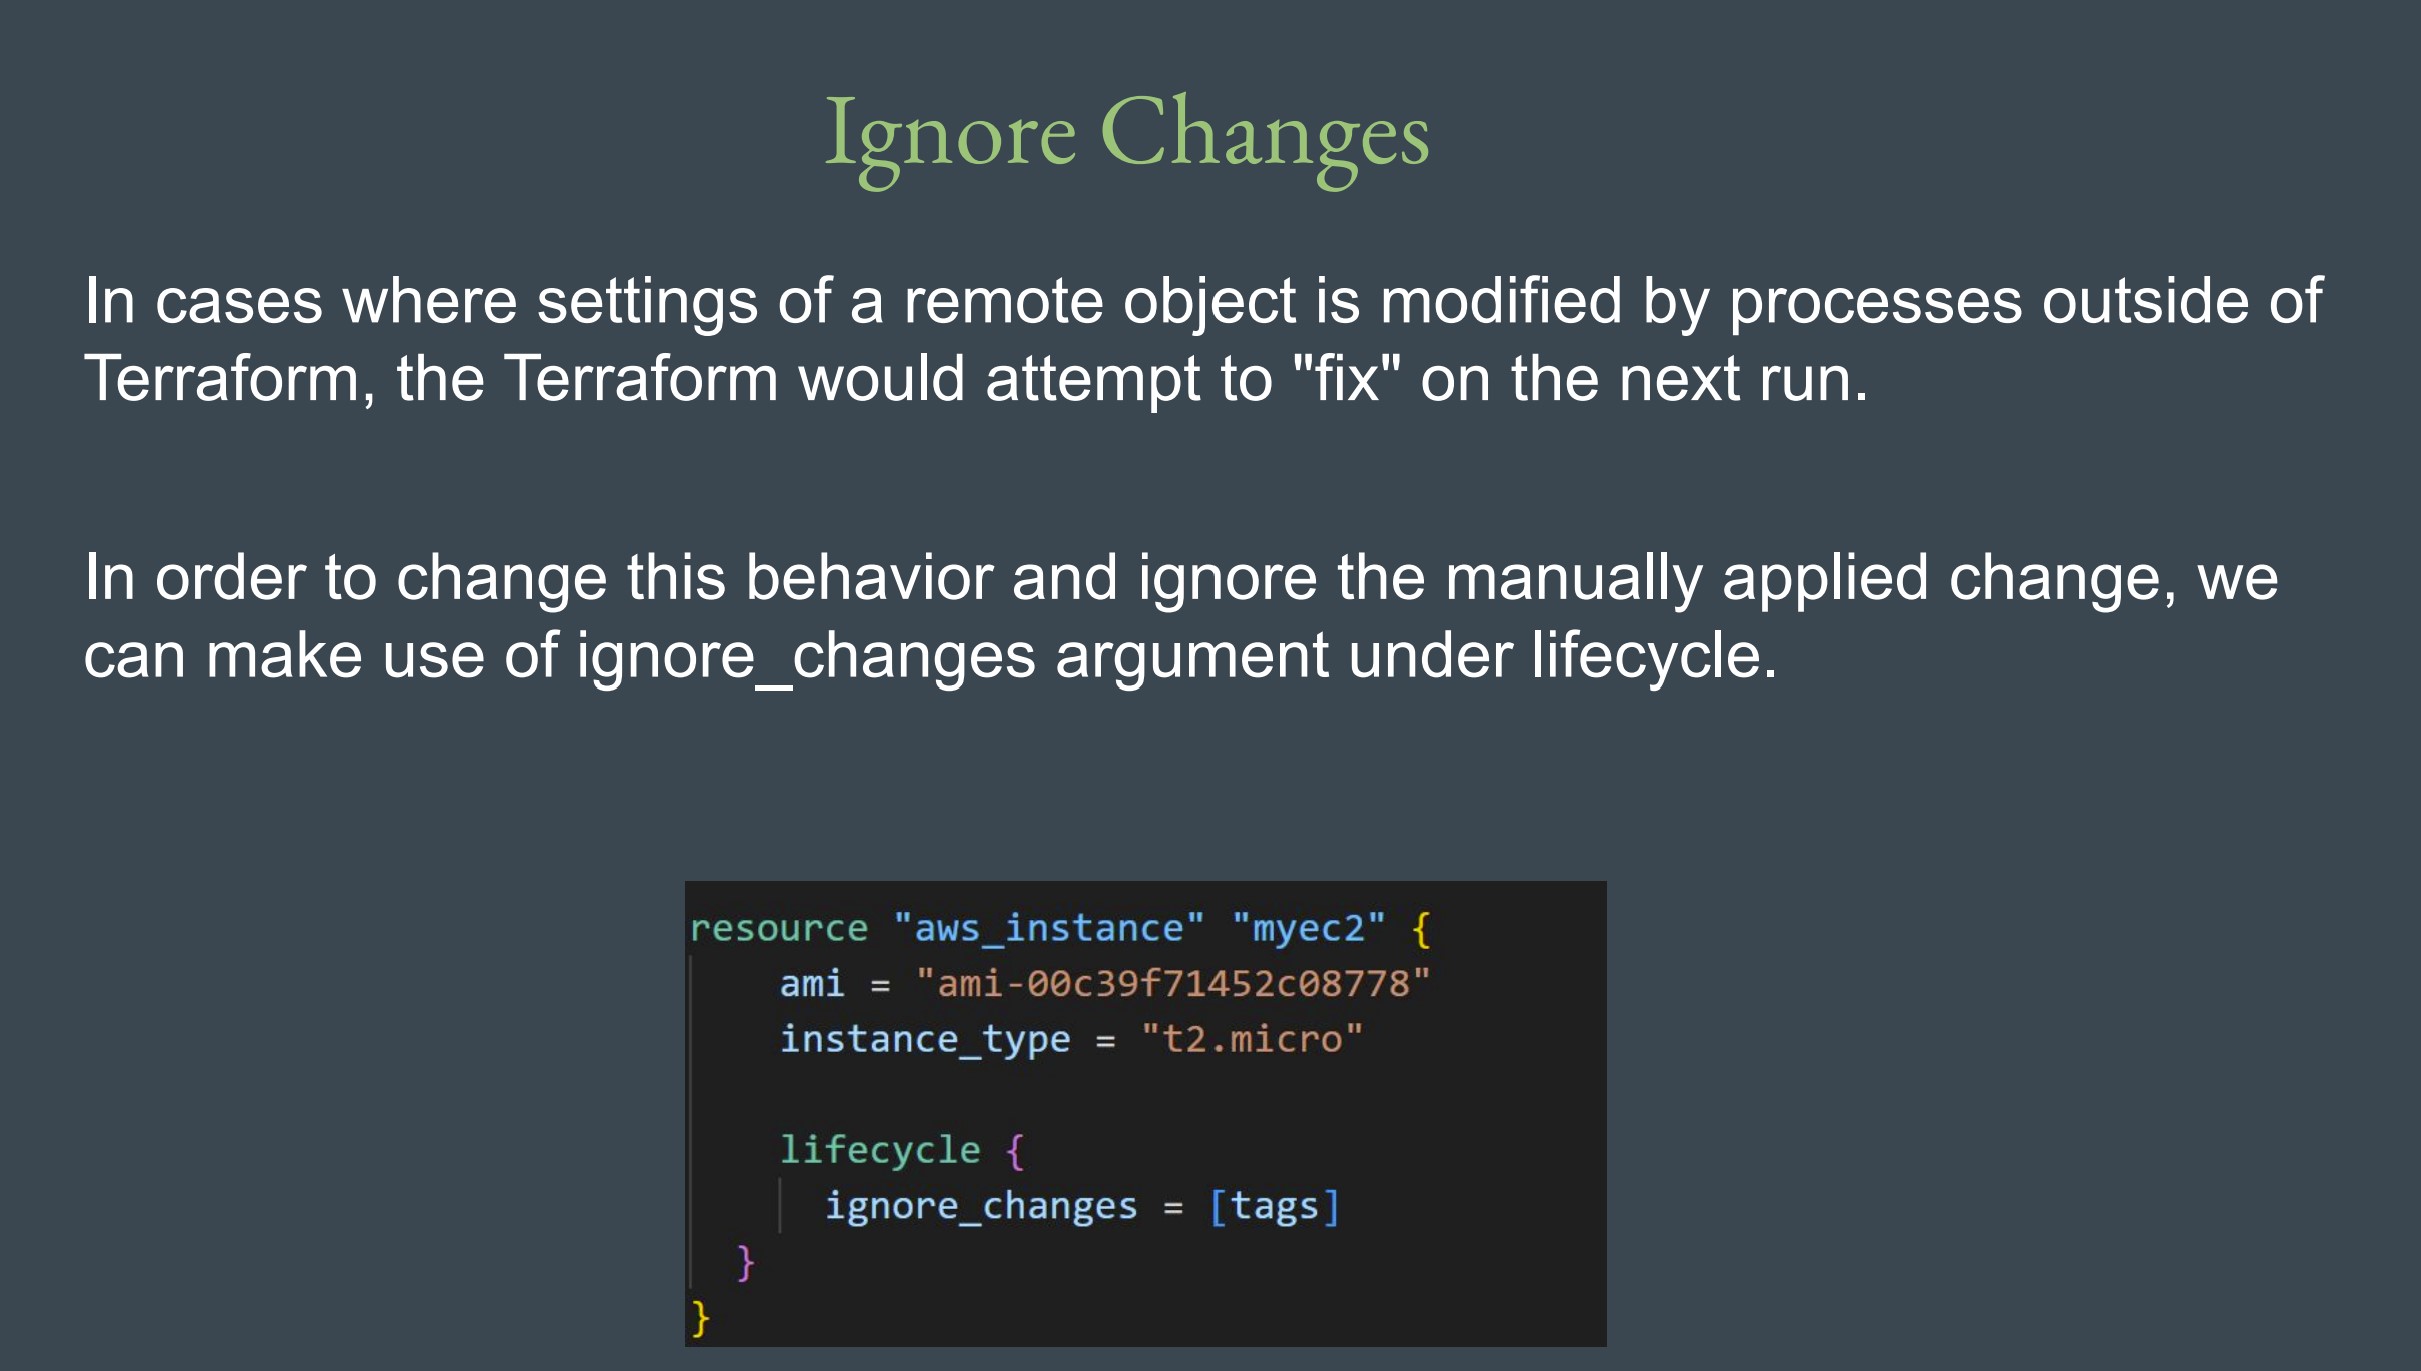 Ignore Changes
In cases where settings of a remote object is modified by processes outside of
Terraform, the Terraform would attempt to "fix" on the next run.
In order to change this behavior and ignore the manually applied change, we
can make use of ignore_changes argument under lifecycle.
resource "aws_instance" "myec2" {
ami = "ami-00c39f71452c08778"
instance_type = "t2.micro"
lifecycle {
ignore_changes = [tags]
}
}